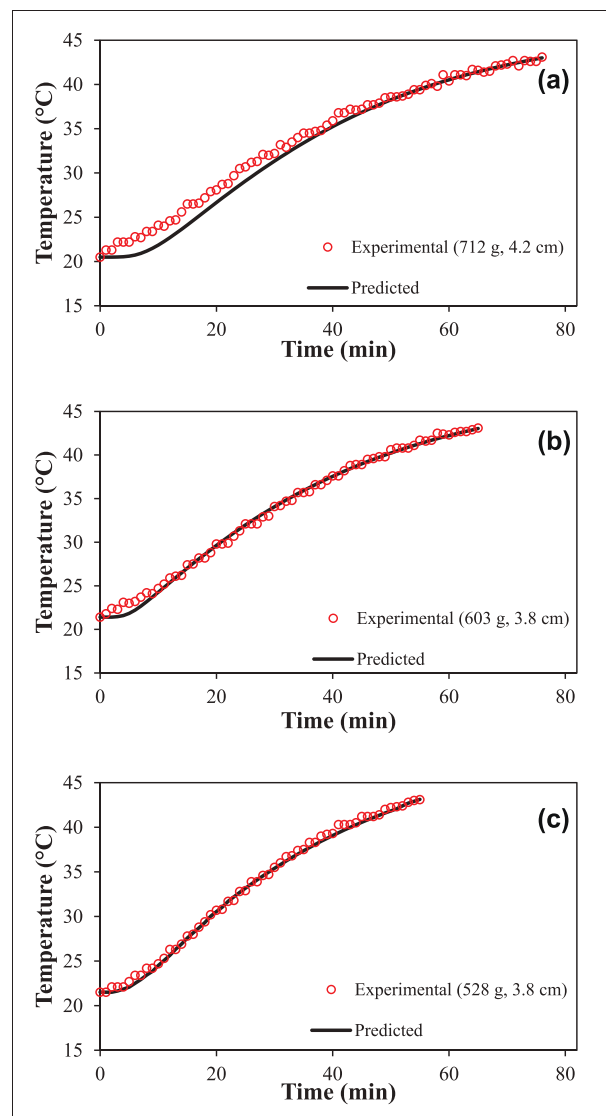 45
40
35
30
25
20
15
Temperature (°C)
(a)
Experimental (712 g, 4.2 cm)
Predicted
0
20
40
60
80
Time (min)
45
40
35
30
25
20
15
Temperature (°C)
(b)
Experimental (603 g, 3.8 cm)
Predicted
0
20
40
60
80
Time (min)
45
40
35
30
25
20
15
Temperature (°C)
(c)
Experimental (528 g, 3.8 cm)
Predicted
0
20
40
60
80
Time (min)